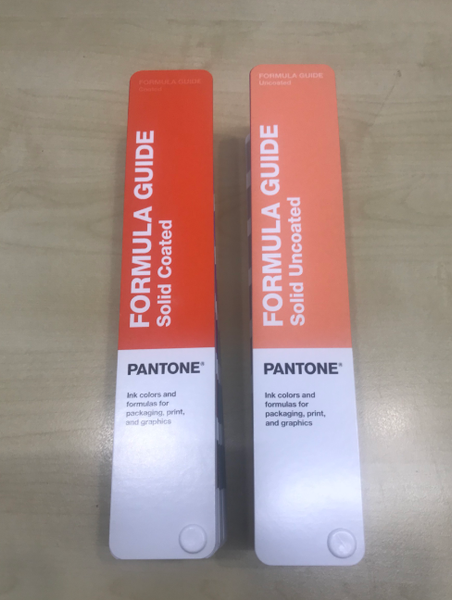 FORMULA GUIDE
Coated
FORMULA GUIDE
Solid Coated
PANTONE®
Ink colors and
formulas for
packaging, print,
and graphics
FORMULA GUIDE
Uncoated
FORMULA GUIDE
Solid Uncoated
PANTONE®
Ink colors and
formulas for
packaging, print,
and graphics